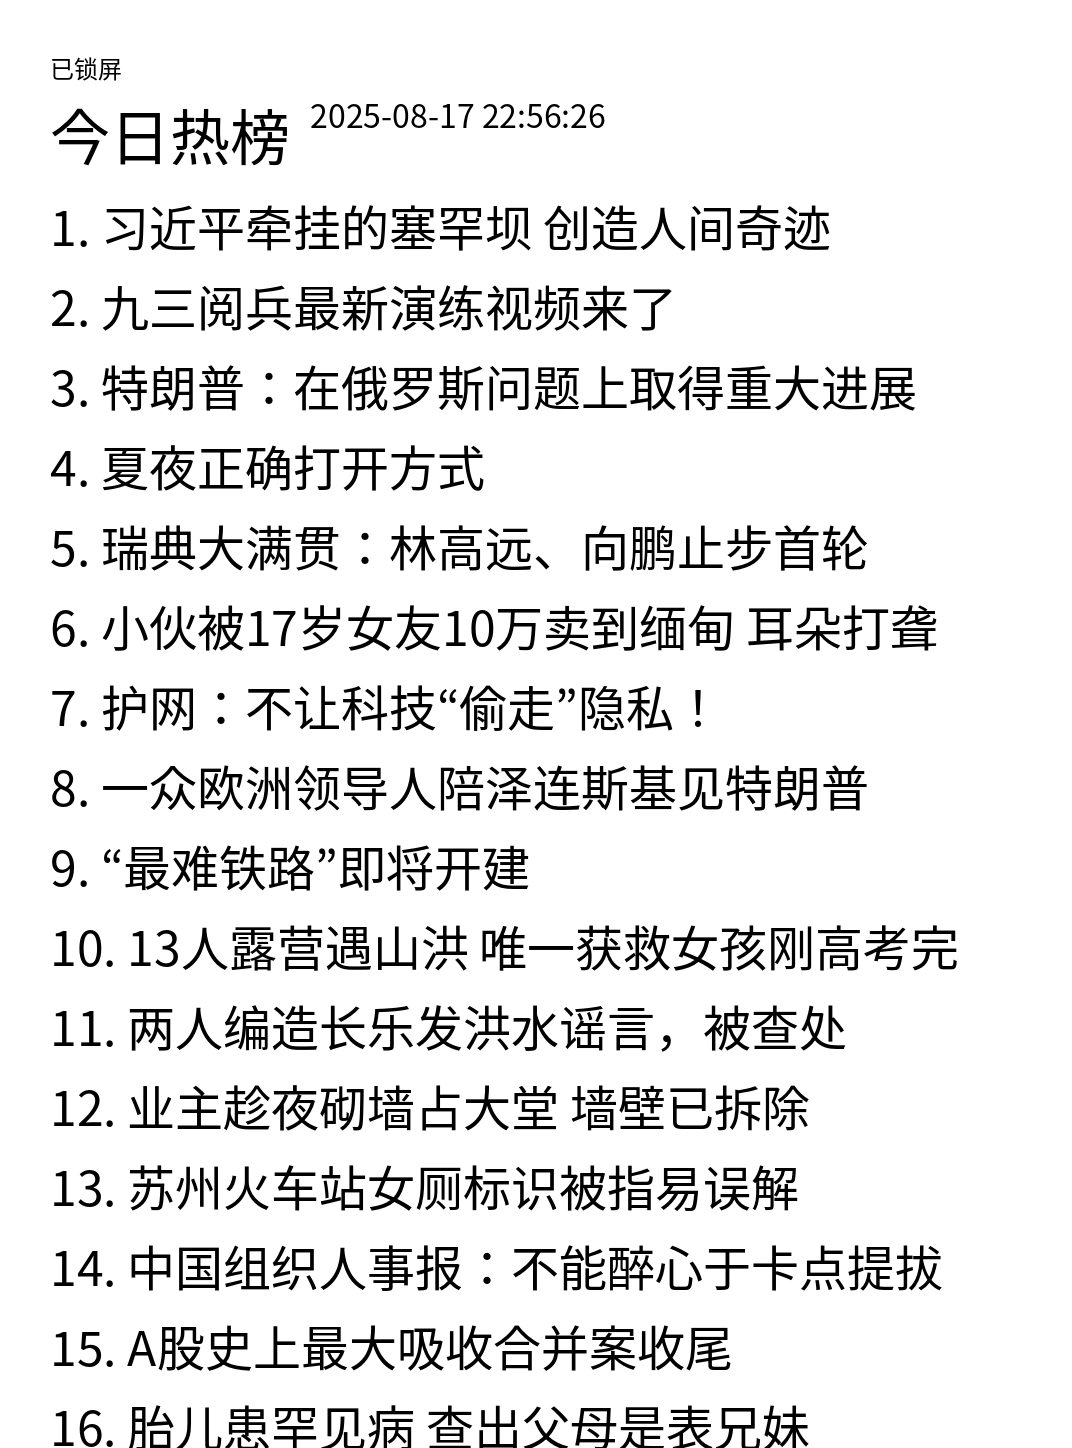 已锁屏
今日热榜 2025-08-17 22:56:26
1. 习近平牵挂的塞罕坝 创造人间奇迹
2. 九三阅兵最新演练视频来了
3. 特朗普：在俄罗斯问题上取得重大进展
4. 夏夜正确打开方式
5. 瑞典大满贯：林高远、向鹏止步首轮
6. 小伙被17岁女友10万卖到缅甸 耳朵打聋
7. 护网：不让科技“偷走”隐私！
8. 一众欧洲领导人陪泽连斯基见特朗普
9. “最难铁路”即将开建
10. 13人露营遇山洪 唯一获救女孩刚高考完
11. 两人编造长乐发洪水谣言，被查处
12. 业主趁夜砌墙占大堂 墙壁已拆除
13. 苏州火车站女厕标识被指易误解
14. 中国组织人事报：不能醉心于卡点提拔
15. A股史上最大吸收合并案收尾
16. 胎儿患罕见病 查出父母是表兄妹